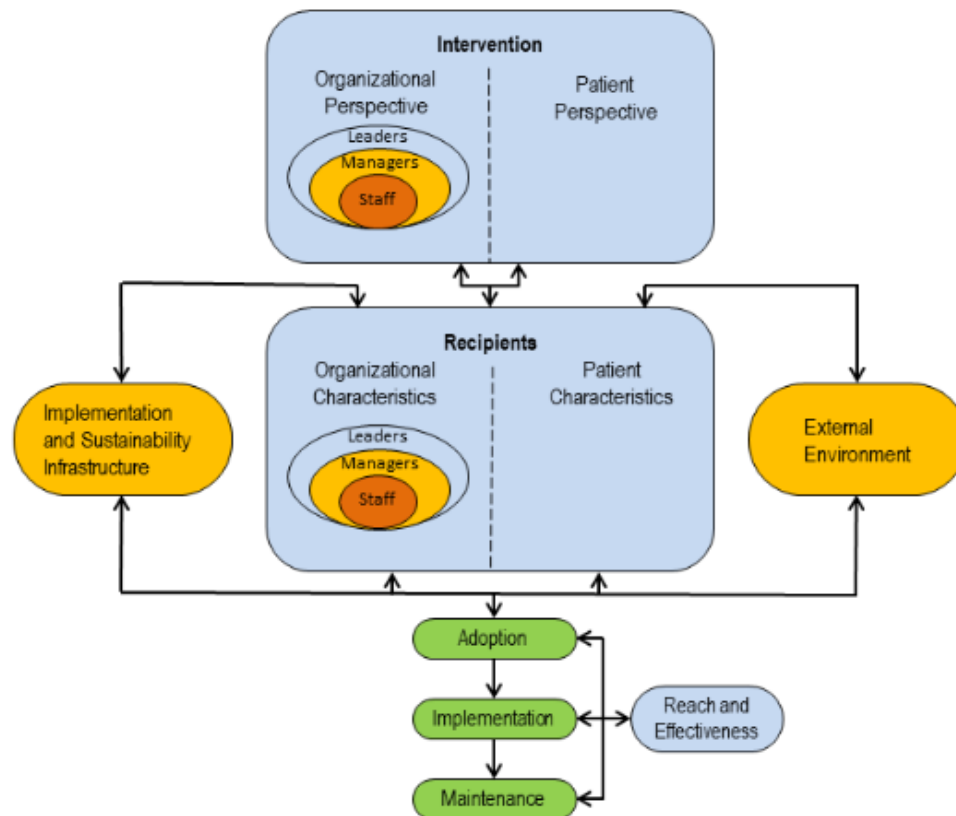 Intervention
Organizational
Perspective
Patient
Perspective
Leaders
Managers
Staff
Recipients
Organizational
Characteristics
Patient
Characteristics
Leaders
Managers
Staff
Implementation
and Sustainability
Infrastructure
External
Environment
Adoption
Implementation
Reach and
Effectiveness
Maintenance